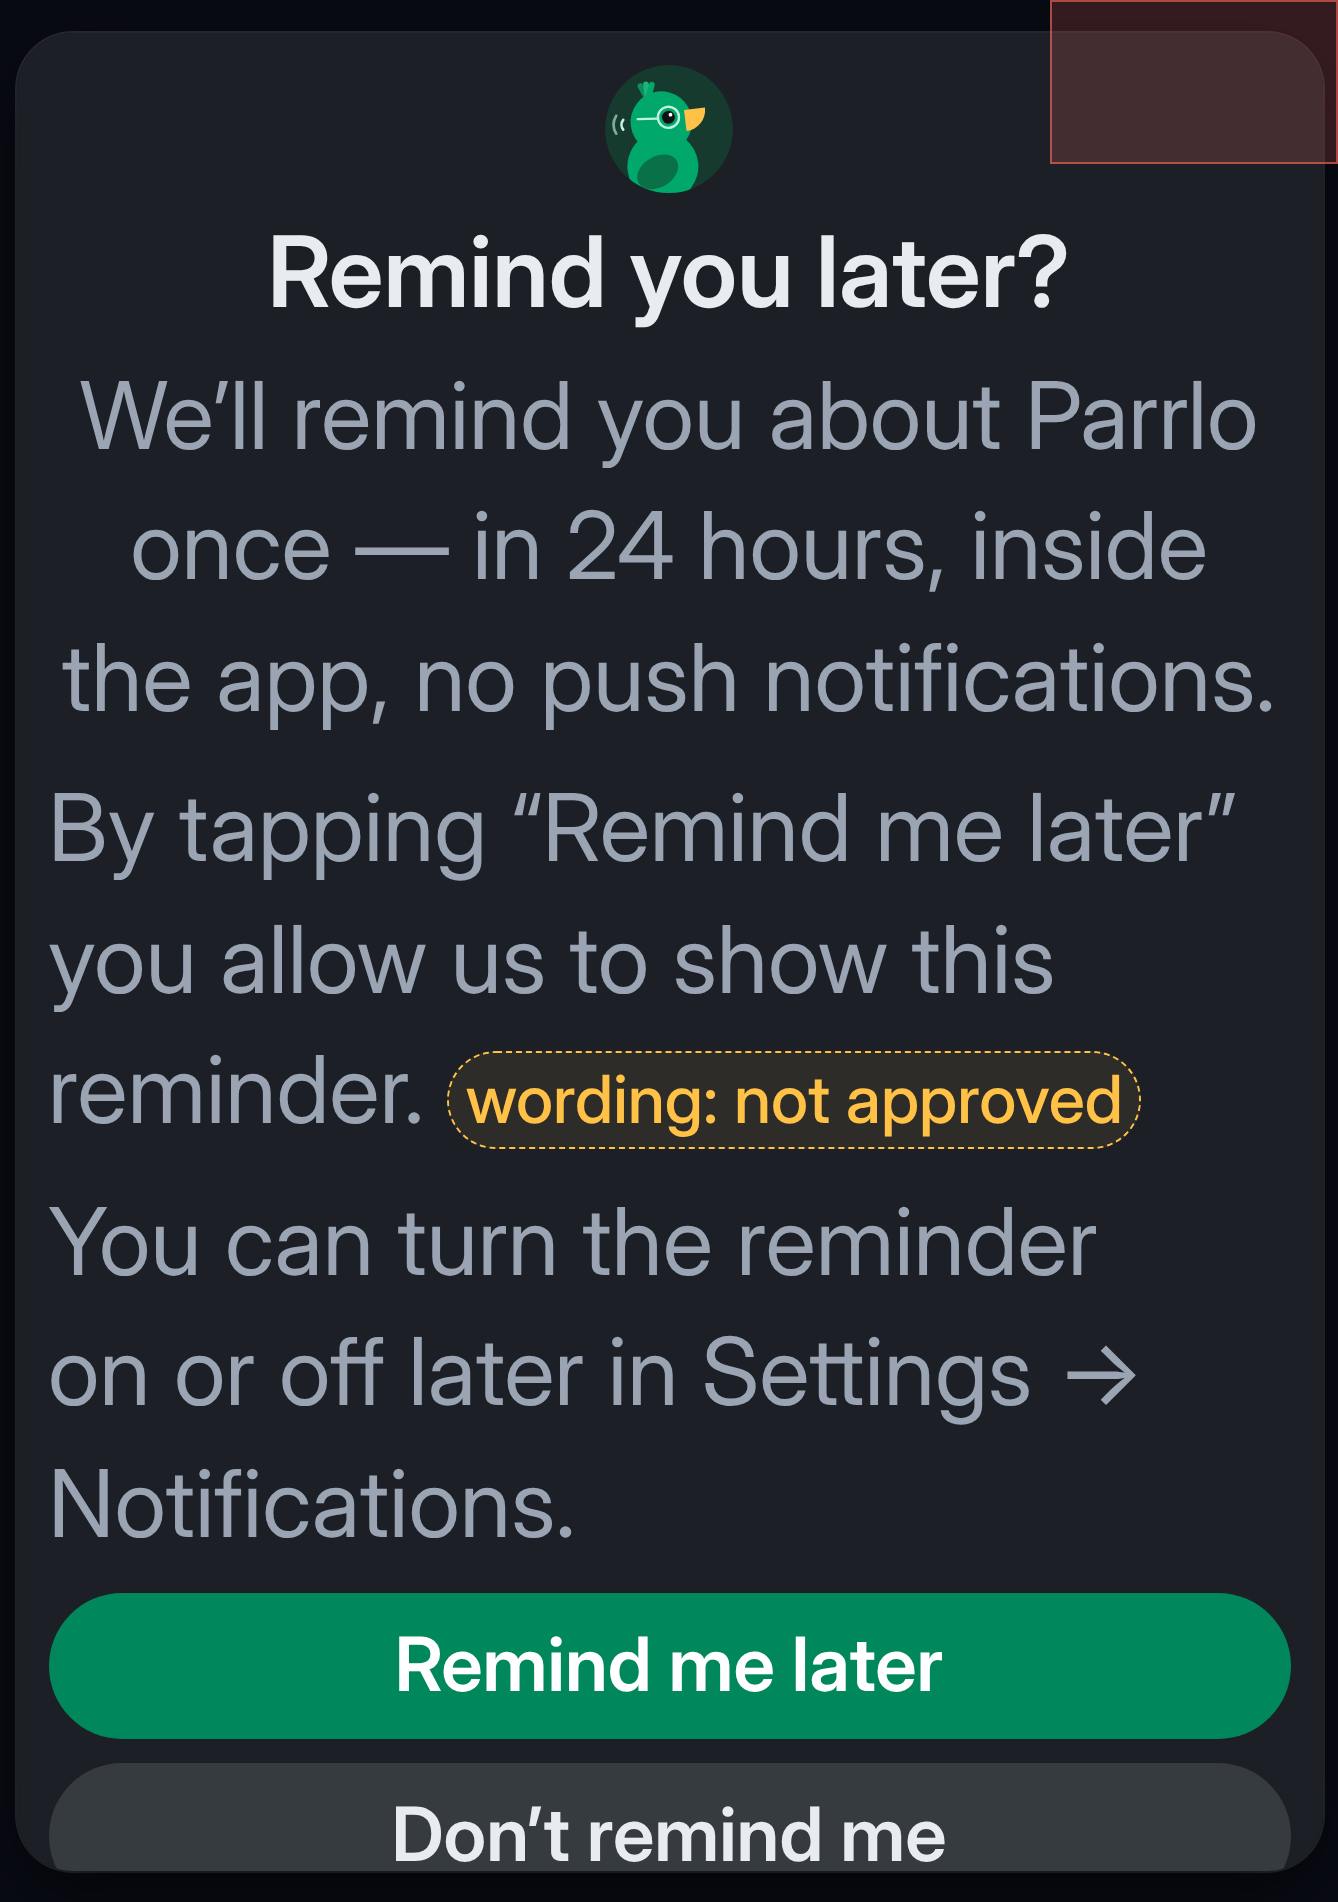 Remind you later?
We’ll remind you about Parrlo
once — in 24 hours, inside
the app, no push notifications.
By tapping “Remind me later”
you allow us to show this
reminder. wording: not approved
You can turn the reminder
on or off later in Settings →
Notifications.
Remind me later
Don’t remind me